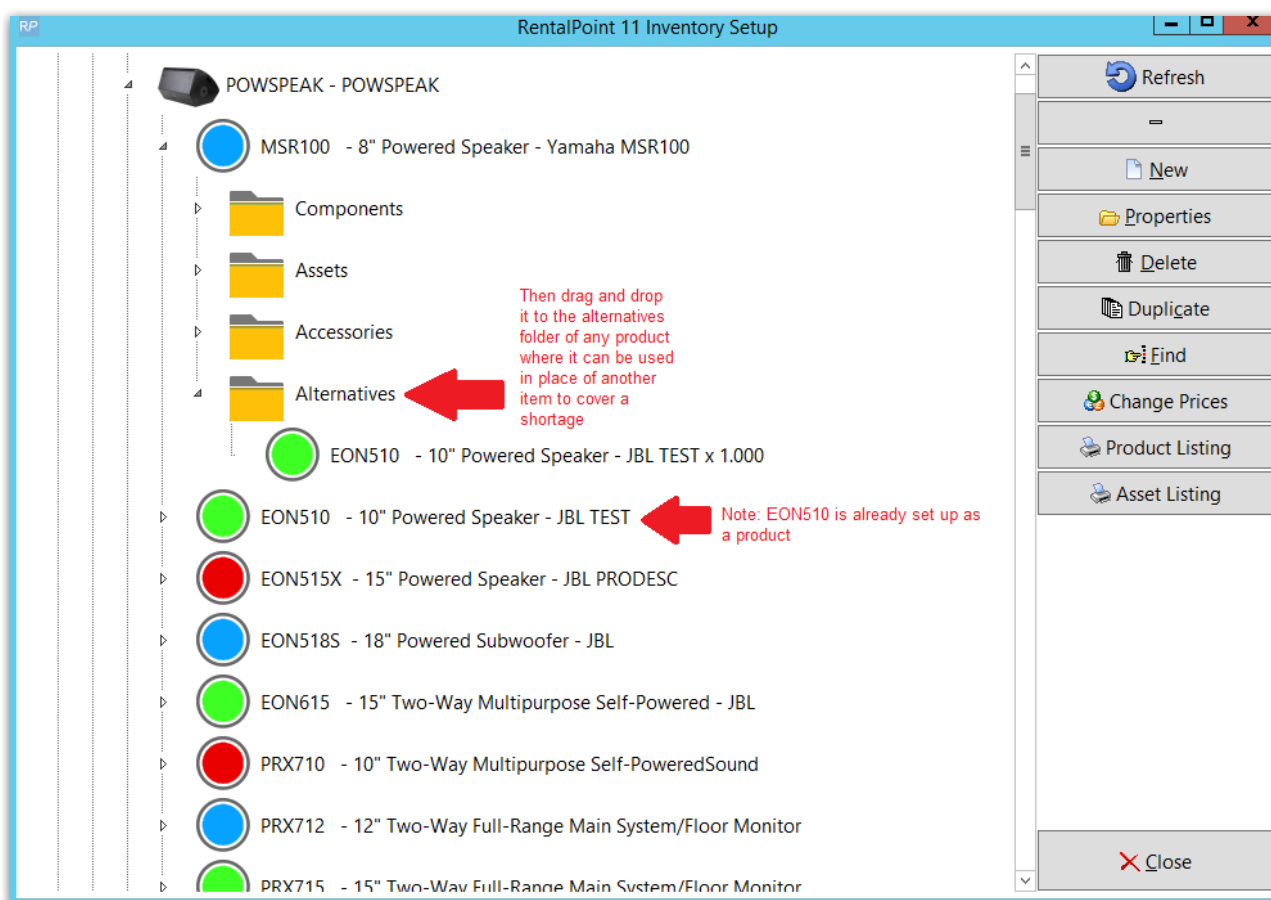 RP
RentalPoint 11 Inventory Setup
POWSPEAK - POWSPEAK
MSR100 - 8" Powered Speaker - Yamaha MSR100
Components
Assets
Accessories
Alternatives
Then drag and drop
it to the alternatives
folder of any product
where it can be used
in place of another
item to cover a
shortage
EON510 - 10" Powered Speaker - JBL TEST x 1.000
EON510 - 10" Powered Speaker - JBL TEST
Note: EON510 is already set up as
a product
EON515X - 15" Powered Speaker - JBL PRODESC
EON518S - 18" Powered Subwoofer - JBL
EON615 - 15" Two-Way Multipurpose Self-Powered - JBL
PRX710 - 10" Two-Way Multipurpose Self-PoweredSound
PRX712 - 12" Two-Way Full-Range Main System/Floor Monitor
PRX715 - 15" Two-Way Full-Range Main System/Floor Monitor
Refresh
New
Properties
Delete
Duplicate
Find
Change Prices
Product Listing
Asset Listing
Close